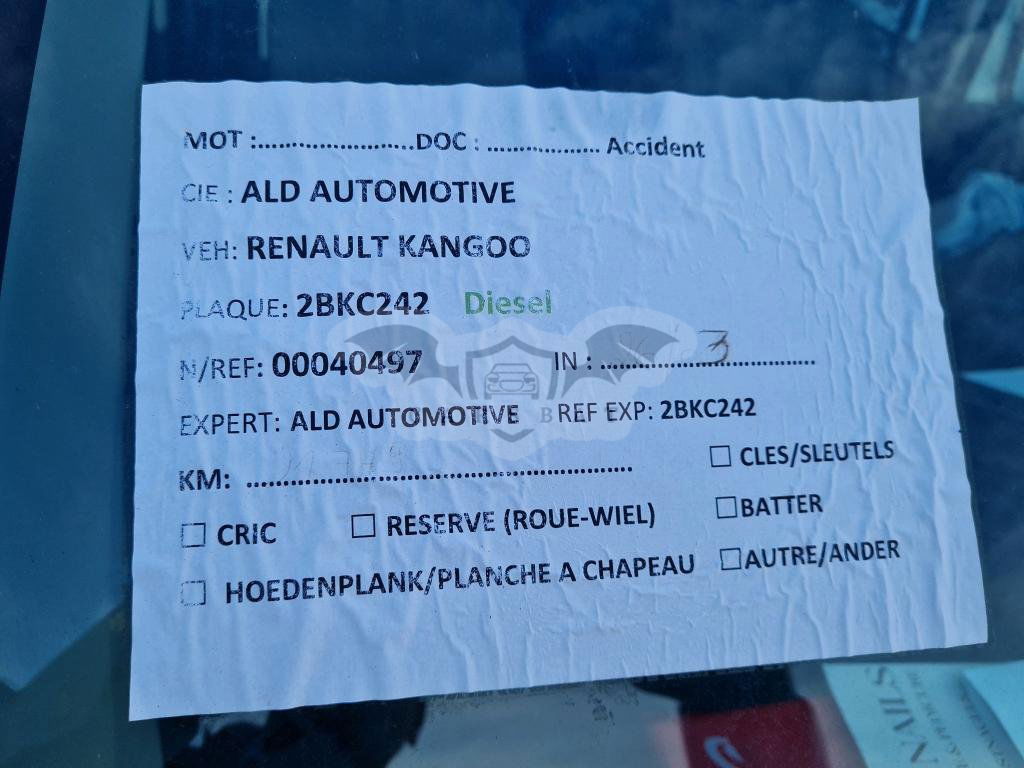 MOT :........................DOC : .................. Accident
CIE : ALD AUTOMOTIVE
VEH: RENAULT KANGOO
PLAQUE: 2BKC242 Diesel
N/REF: 00040497 IN : ..................................
EXPERT: ALD AUTOMOTIVE B REF EXP: 2BKC242
KM: ............................................................
☐ CLES/SLEUTELS
☐ CRIC ☐ RESERVE (ROUE-WIEL) ☐ BATTER
☐ HOEDENPLANK/PLANCHE A CHAPEAU ☐ AUTRE/ANDER
NAILS